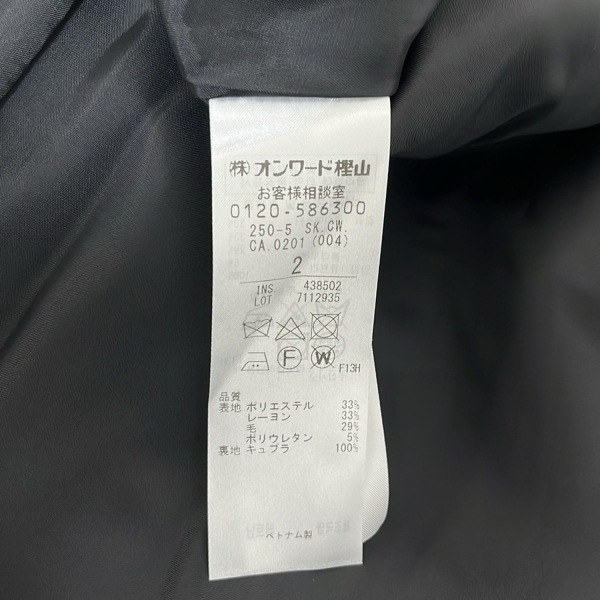 ㈱オンワード樫山
お客様相談室
0120-586300
250-5 SK.CW.
CA.0201(004)
2
INS 438502
LOT 7112935
F W F13H
品質
表地 ポリエステル 33%
レーヨン 33%
毛 29%
ポリウレタン 5%
裏地 キュプラ 100%
ベトナム製